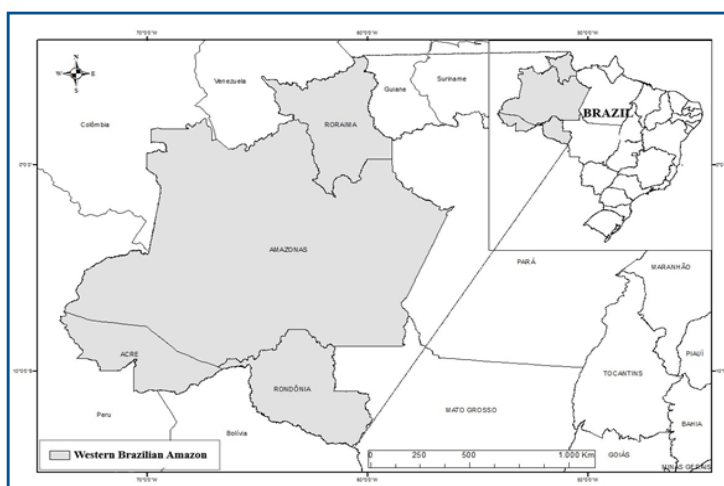 70°0'0"W
60°0'0"W
50°0'0"W
N
W E
S
Venezuela
Guiane
Suriname
Colômbia
RORAIMA
BRAZIL
0°0'0"
0°0'0"
AMAZONAS
PARÁ
MARANHÃO
ACRE
RONDÔNIA
TOCANTINS
PIAUÍ
10°0'0"S
Peru
Bolívia
MATO GROSSO
BAHIA
GOIÁS
MINAS GERAIS
Western Brazilian Amazon
0 250 500 1.000 Km
70°0'0"W
60°0'0"W